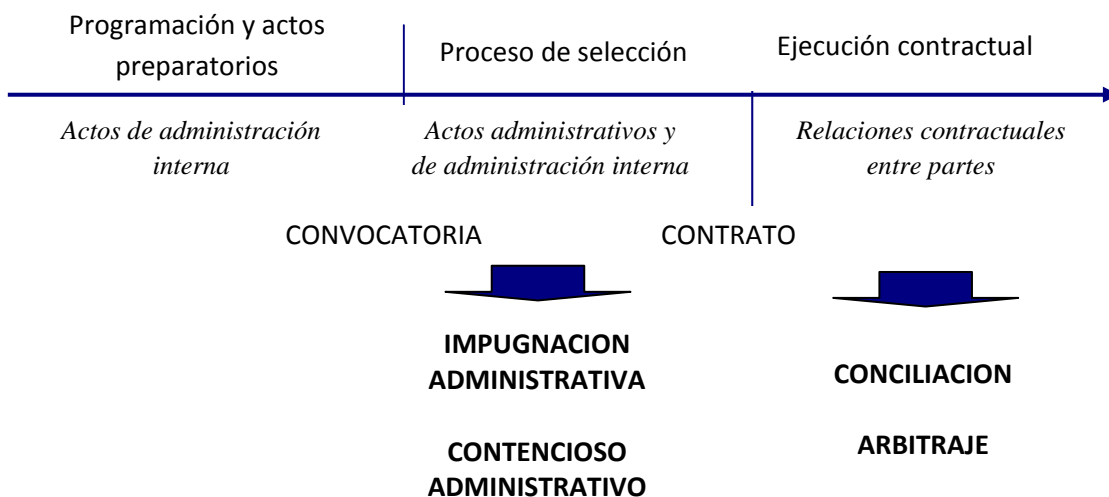 Programación y actos
preparatorios
Proceso de selección
Ejecución contractual
Actos de administración
interna
Actos administrativos y
de administración interna
Relaciones contractuales
entre partes
CONVOCATORIA
CONTRATO
IMPUGNACION
ADMINISTRATIVA
CONTENCIOSO
ADMINISTRATIVO
CONCILIACION
ARBITRAJE